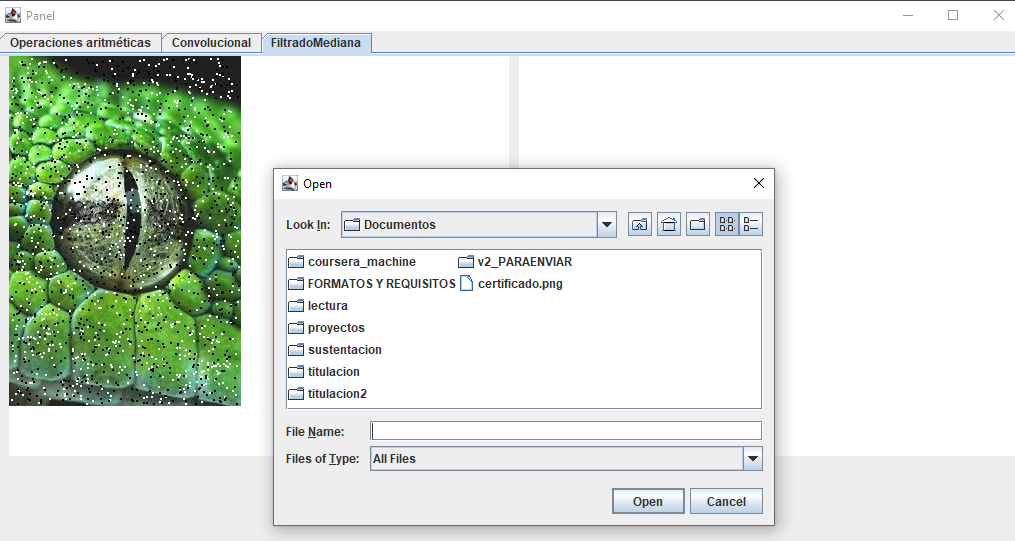 Panel
Operaciones aritméticas Convolucional FiltradoMediana
Open
Look In: Documentos
coursera_machine v2_PARAENVIAR
FORMATOS Y REQUISITOS certificado.png
lectura
proyectos
sustentacion
titulacion
titulacion2
File Name:
Files of Type: All Files
Open Cancel